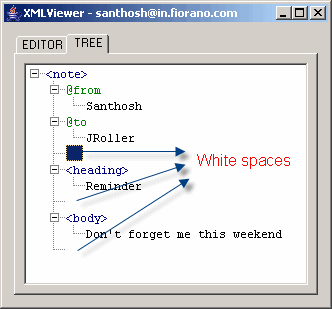 XMLViewer - santhosh@in.fiorano.com
EDITOR TREE
<note>
@from
Santhosh
@to
JRoller
White spaces
<heading>
Reminder
<body>
Don't forget me this weekend